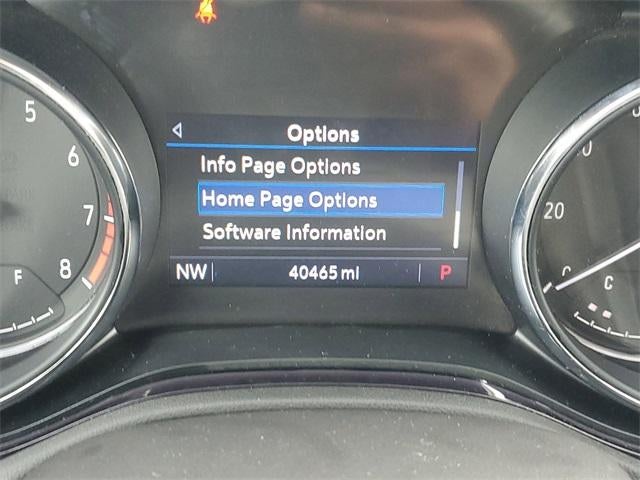 Options
Info Page Options
Home Page Options
Software Information
NW 40465 mi P
5
6
7
8
F
20
C